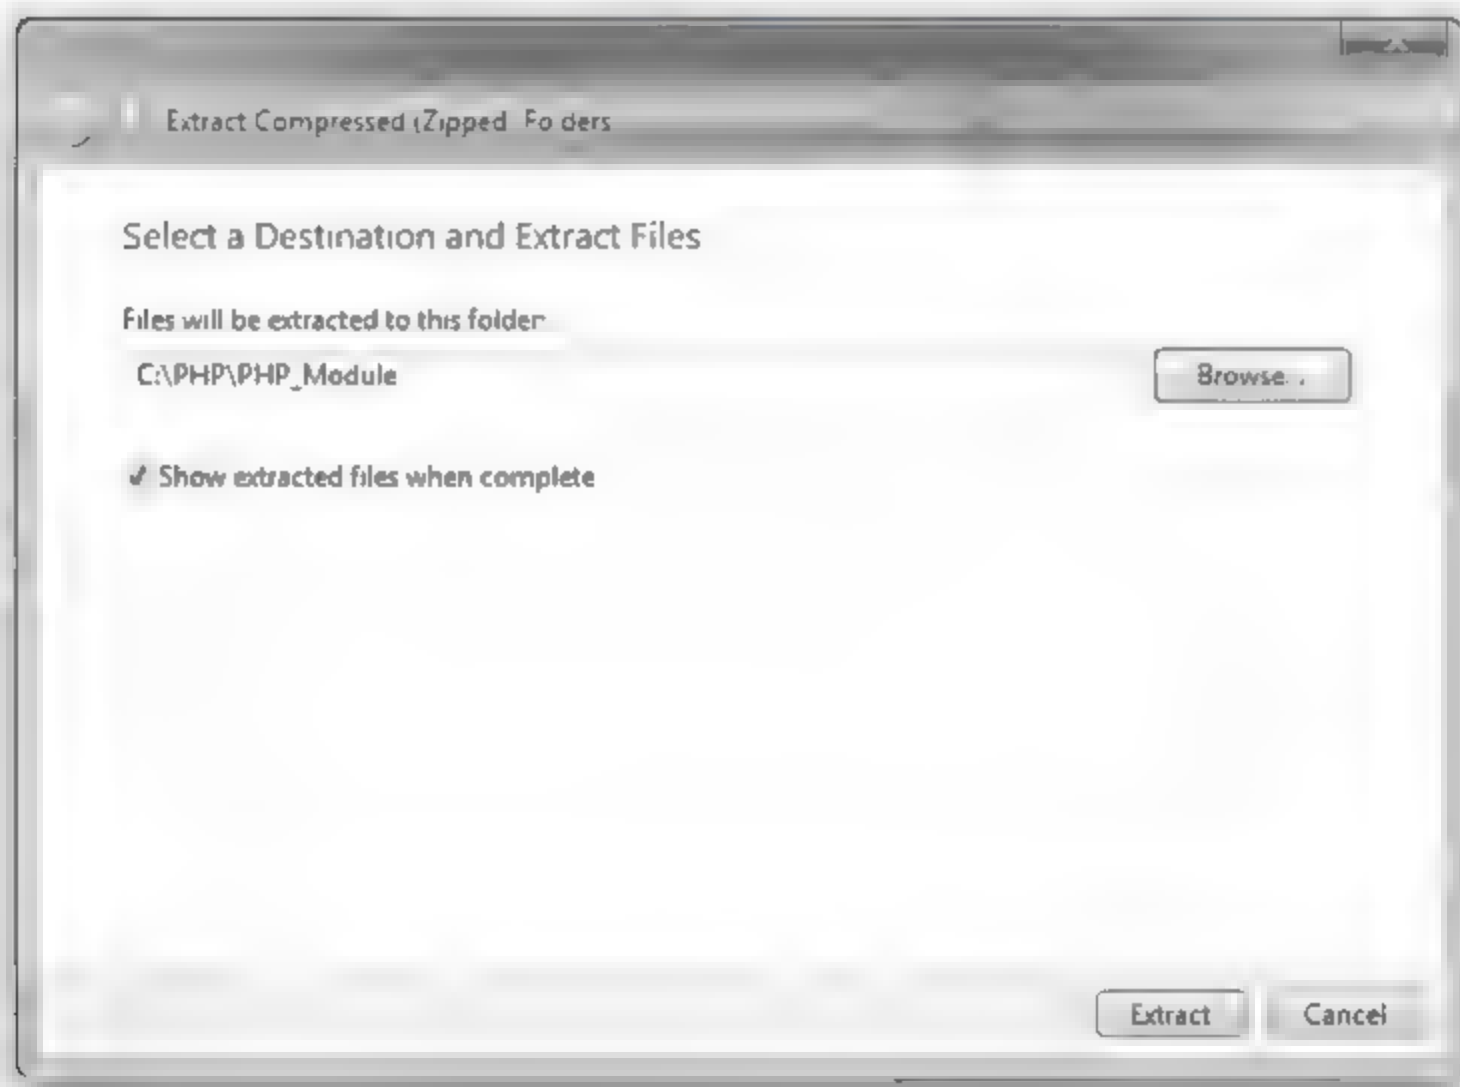 Extract Compressed (Zipped Folders
Select a Destination and Extract Files
Files will be extracted to this folder
C:\PHP\PHP_Module
Browse...
✓ Show extracted files when complete
Extract
Cancel